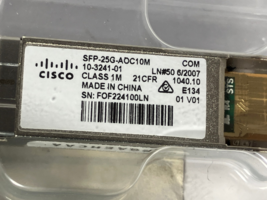 SFP-25G-AOC10M COM
10-3241-01 LN#50 6/2007
CISCO CLASS 1M 21CFR 1040.10
MADE IN CHINA E134
SN: FOF224100LN 01 V01